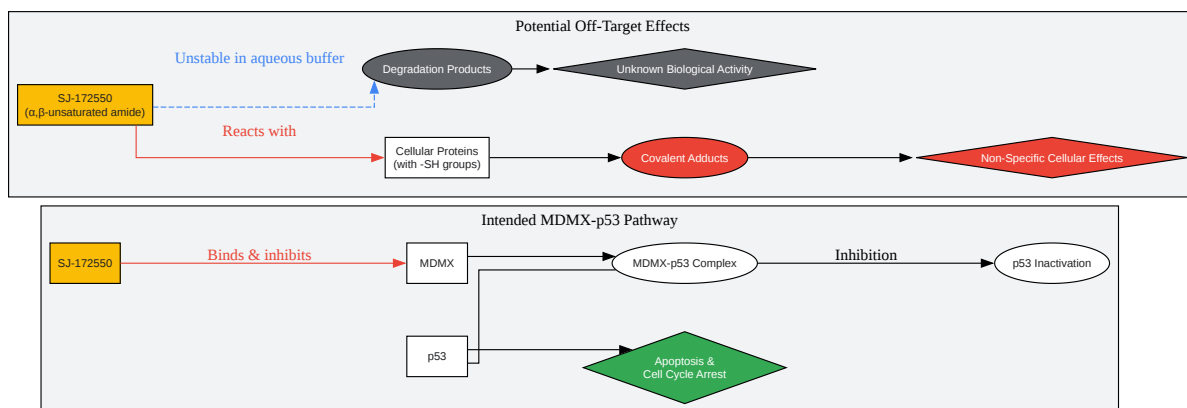 Potential Off-Target Effects
Unstable in aqueous buffer
Degradation Products
Unknown Biological Activity
SJ-172550
(α,β-unsaturated amide)
Reacts with
Cellular Proteins
(with -SH groups)
Covalent Adducts
Non-Specific Cellular Effects
Intended MDMX-p53 Pathway
SJ-172550
Binds & inhibits
MDMX
MDMX-p53 Complex
Inhibition
p53 Inactivation
p53
Apoptosis &
Cell Cycle Arrest